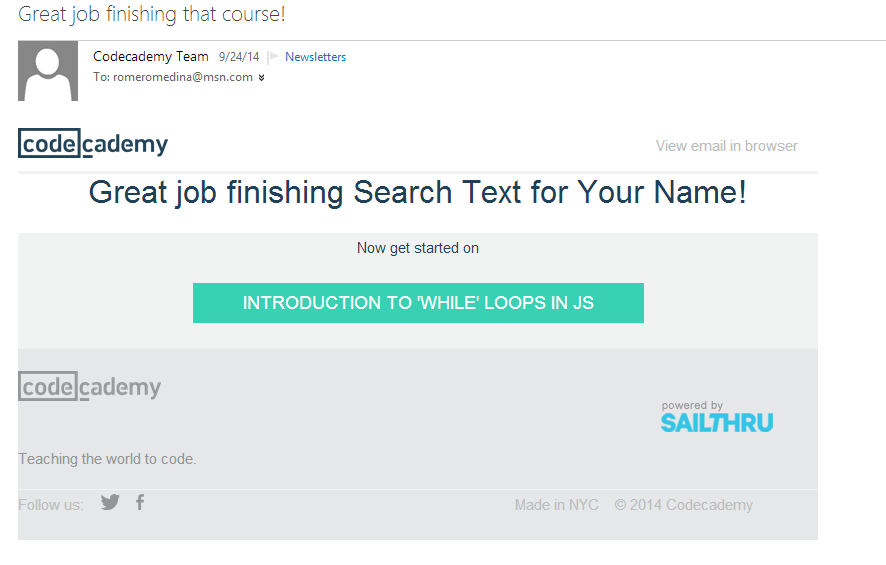 Great job finishing that course!
Codecademy Team 9/24/14 Newsletters
To: romeromedina@msn.com
codecademy
View email in browser
Great job finishing Search Text for Your Name!
Now get started on
INTRODUCTION TO 'WHILE' LOOPS IN JS
codecademy
powered by
SAILTHRU
Teaching the world to code.
Follow us:
Made in NYC © 2014 Codecademy